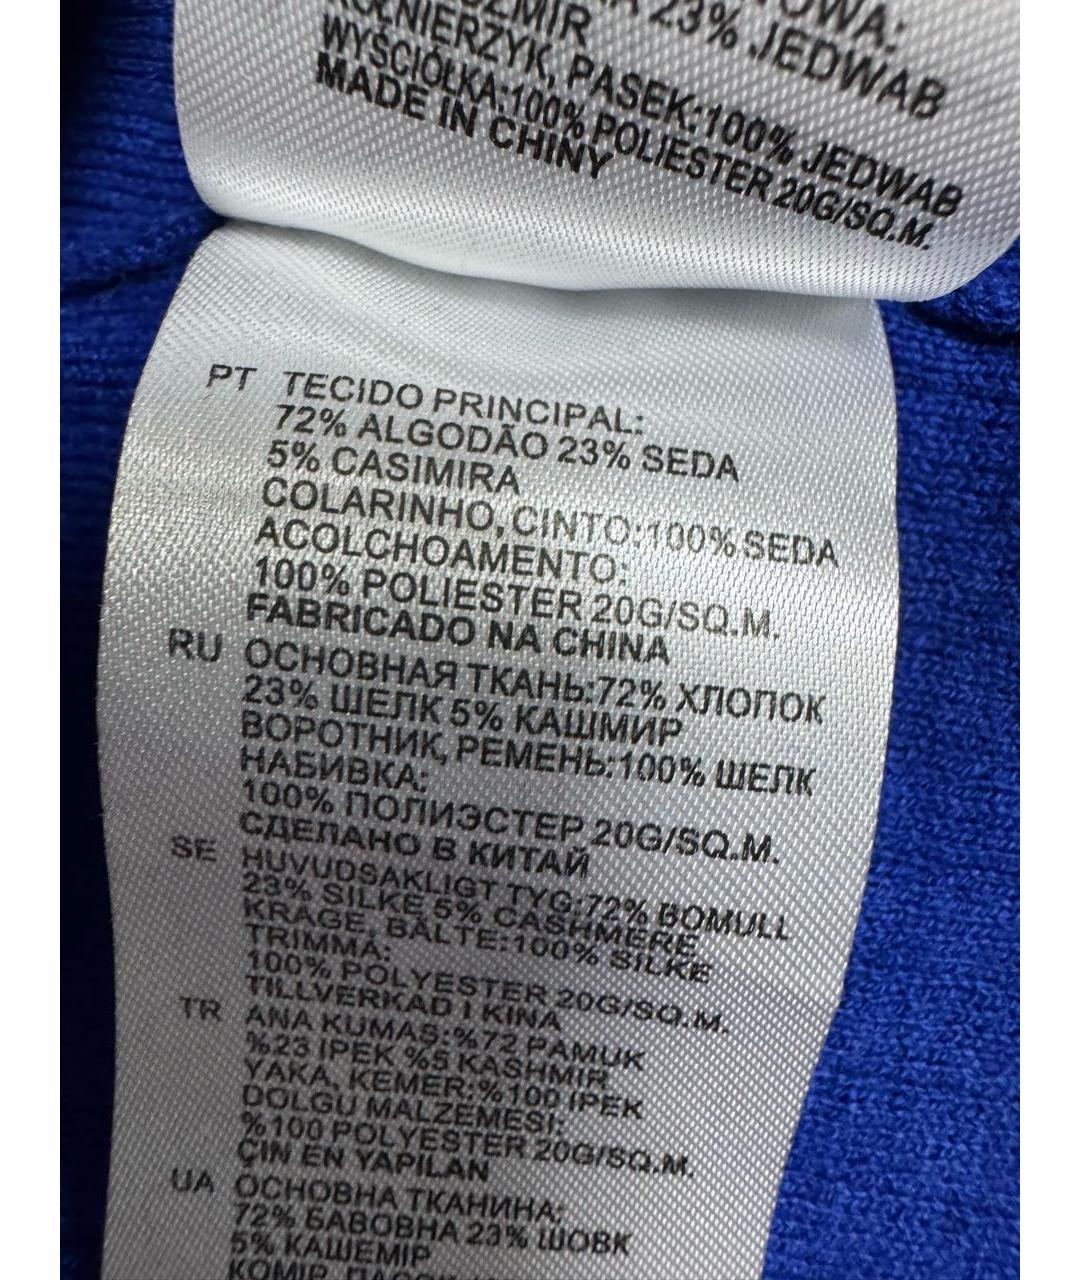 23% JEDWAB
KOŁNIERZYK, PASEK:100% JEDWAB
WYŚCIÓŁKA:100% POLIESTER 20G/SQ.M.
MADE IN CHINY
PT TECIDO PRINCIPAL:
72% ALGODÃO 23% SEDA
5% CASIMIRA
COLARINHO, CINTO:100% SEDA
ACOLCHOAMENTO:
100% POLIESTER 20G/SQ.M.
FABRICADO NA CHINA
RU ОСНОВНАЯ ТКАНЬ:72% ХЛОПОК
23% ШЕЛК 5% КАШМИР
ВОРОТНИК, РЕМЕНЬ:100% ШЕЛК
НАБИВКА:
100% ПОЛИЭСТЕР 20G/SQ.M.
СДЕЛАНО В КИТАЙ
SE HUVUDSAKLIGT TYG:72% BOMULL
23% SILKE 5% CASHMERE
KRAGE, BÄLTE:100% SILKE
TRIMMA:
100% POLYESTER 20G/SQ.M.
TILLVERKAD I KINA
TR ANA KUMAS:%72 PAMUK
%23 IPEK %5 KASHMIR
YAKA, KEMER:%100 IPEK
DOLGU MALZEMESI:
%100 POLYESTER 20G/SQ.M.
ÇIN EN YAPILAN
UA ОСНОВНА ТКАНИНА:
72% БАВОВНА 23% ШОВК
5% КАШЕМІР
КОМІР,